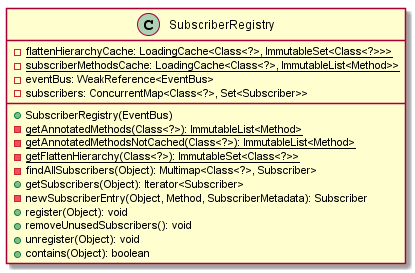 C SubscriberRegistry
flattenHierarchyCache: LoadingCache<Class<?>, ImmutableSet<Class<?>>>
subscriberMethodsCache: LoadingCache<Class<?>, ImmutableList<Method>>
eventBus: WeakReference<EventBus>
subscribers: ConcurrentMap<Class<?>, Set<Subscriber>>
SubscriberRegistry(EventBus)
getAnnotatedMethods(Class<?>): ImmutableList<Method>
getAnnotatedMethodsNotCached(Class<?>): ImmutableList<Method>
getFlattenHierarchy(Class<?>): ImmutableSet<Class<?>>
findAllSubscribers(Object): Multimap<Class<?>, Subscriber>
getSubscribers(Object): Iterator<Subscriber>
newSubscriberEntry(Object, Method, SubscriberMetadata): Subscriber
register(Object): void
removeUnusedSubscribers(): void
unregister(Object): void
contains(Object): boolean